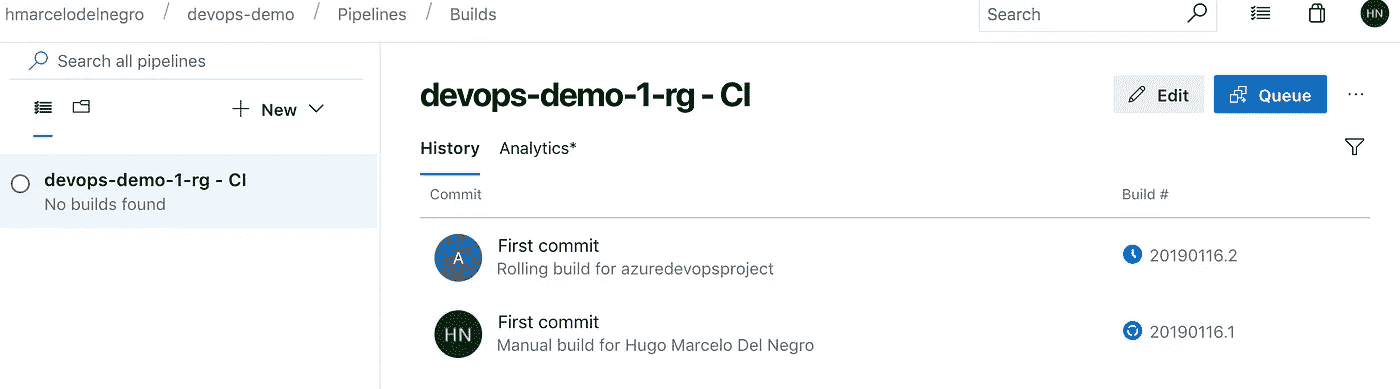 hmarcelodelnegro / devops-demo / Pipelines / Builds
Search
HN
Search all pipelines
+ New
devops-demo-1-rg - CI
No builds found
devops-demo-1-rg - CI
Edit
Queue
...
History
Analytics*
Commit
Build #
A
First commit
Rolling build for azuredevopsproject
20190116.2
HN
First commit
Manual build for Hugo Marcelo Del Negro
20190116.1